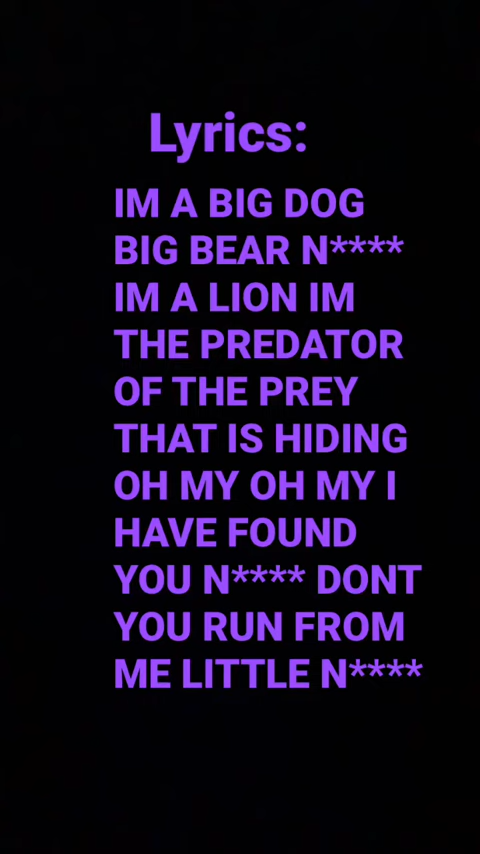 Lyrics:
IM A BIG DOG
BIG BEAR N****
IM A LION IM
THE PREDATOR
OF THE PREY
THAT IS HIDING
OH MY OH MY I
HAVE FOUND
YOU N**** DONT
YOU RUN FROM
ME LITTLE N****